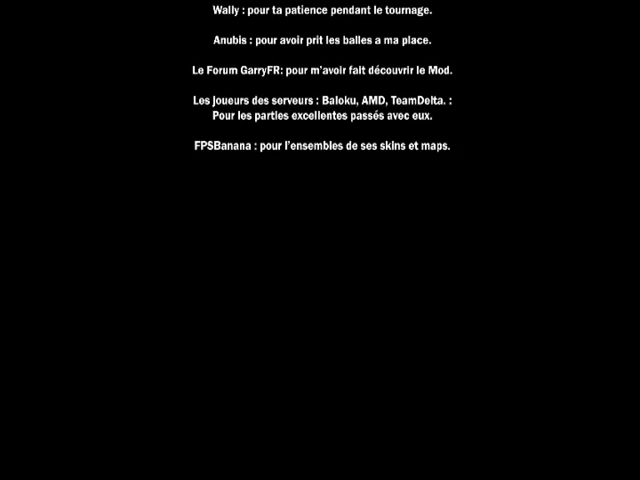 Wally : pour ta patience pendant le tournage.
Anubis : pour avoir prit les balles a ma place.
Le Forum GarryFR: pour m'avoir fait découvrir le Mod.
Les Joueurs des serveurs : Baloku, AMD, TeamDelta. :
Pour les parties excellentes passés avec eux.
FPSBanana : pour l'ensembles de ses skins et maps.